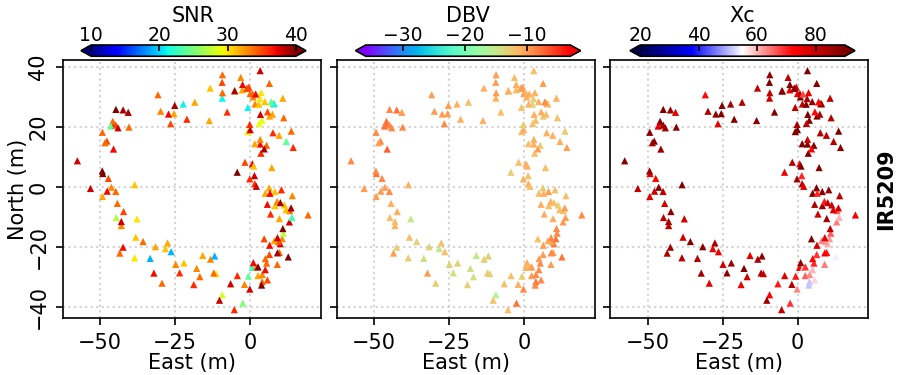 SNR DBV Xc
10 20 30 40 −30 −20 −10 20 40 60 80
40
20
0
−20
−40
North (m)
IR5209
−50 −25 0 −50 −25 0 −50 −25 0
East (m) East (m) East (m)